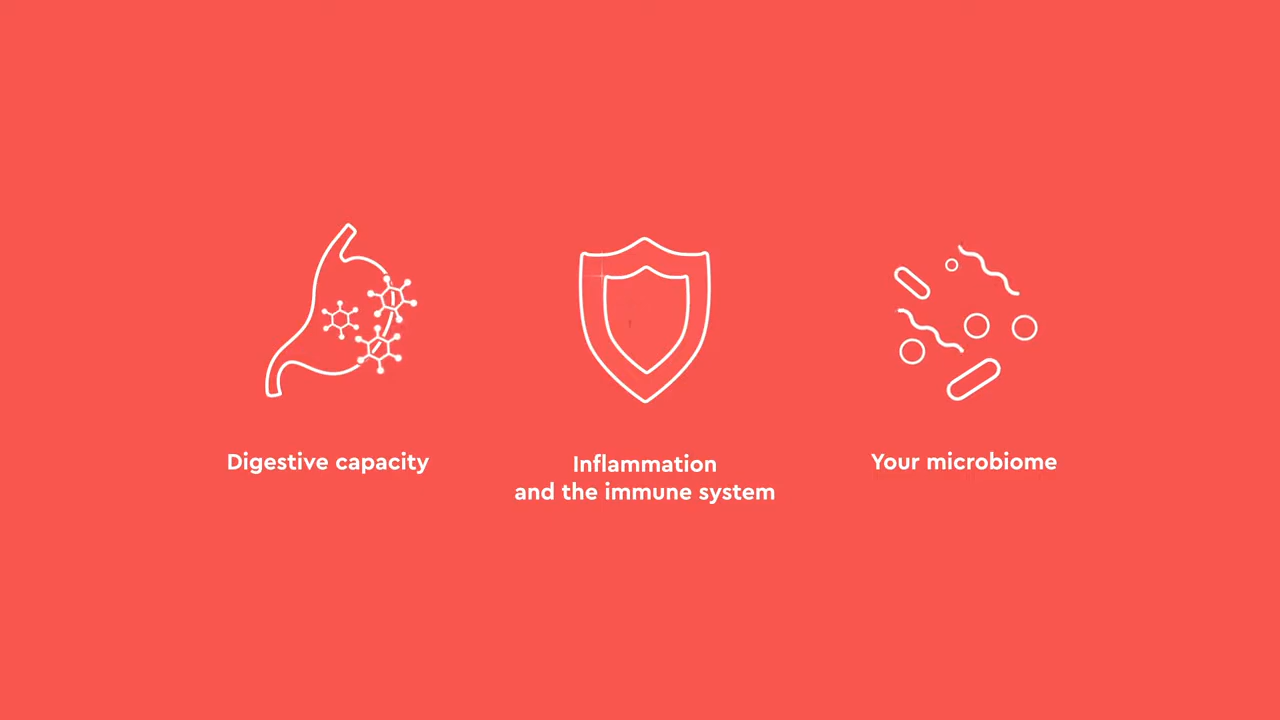 Digestive capacity
Inflammation
and the immune system
Your microbiome